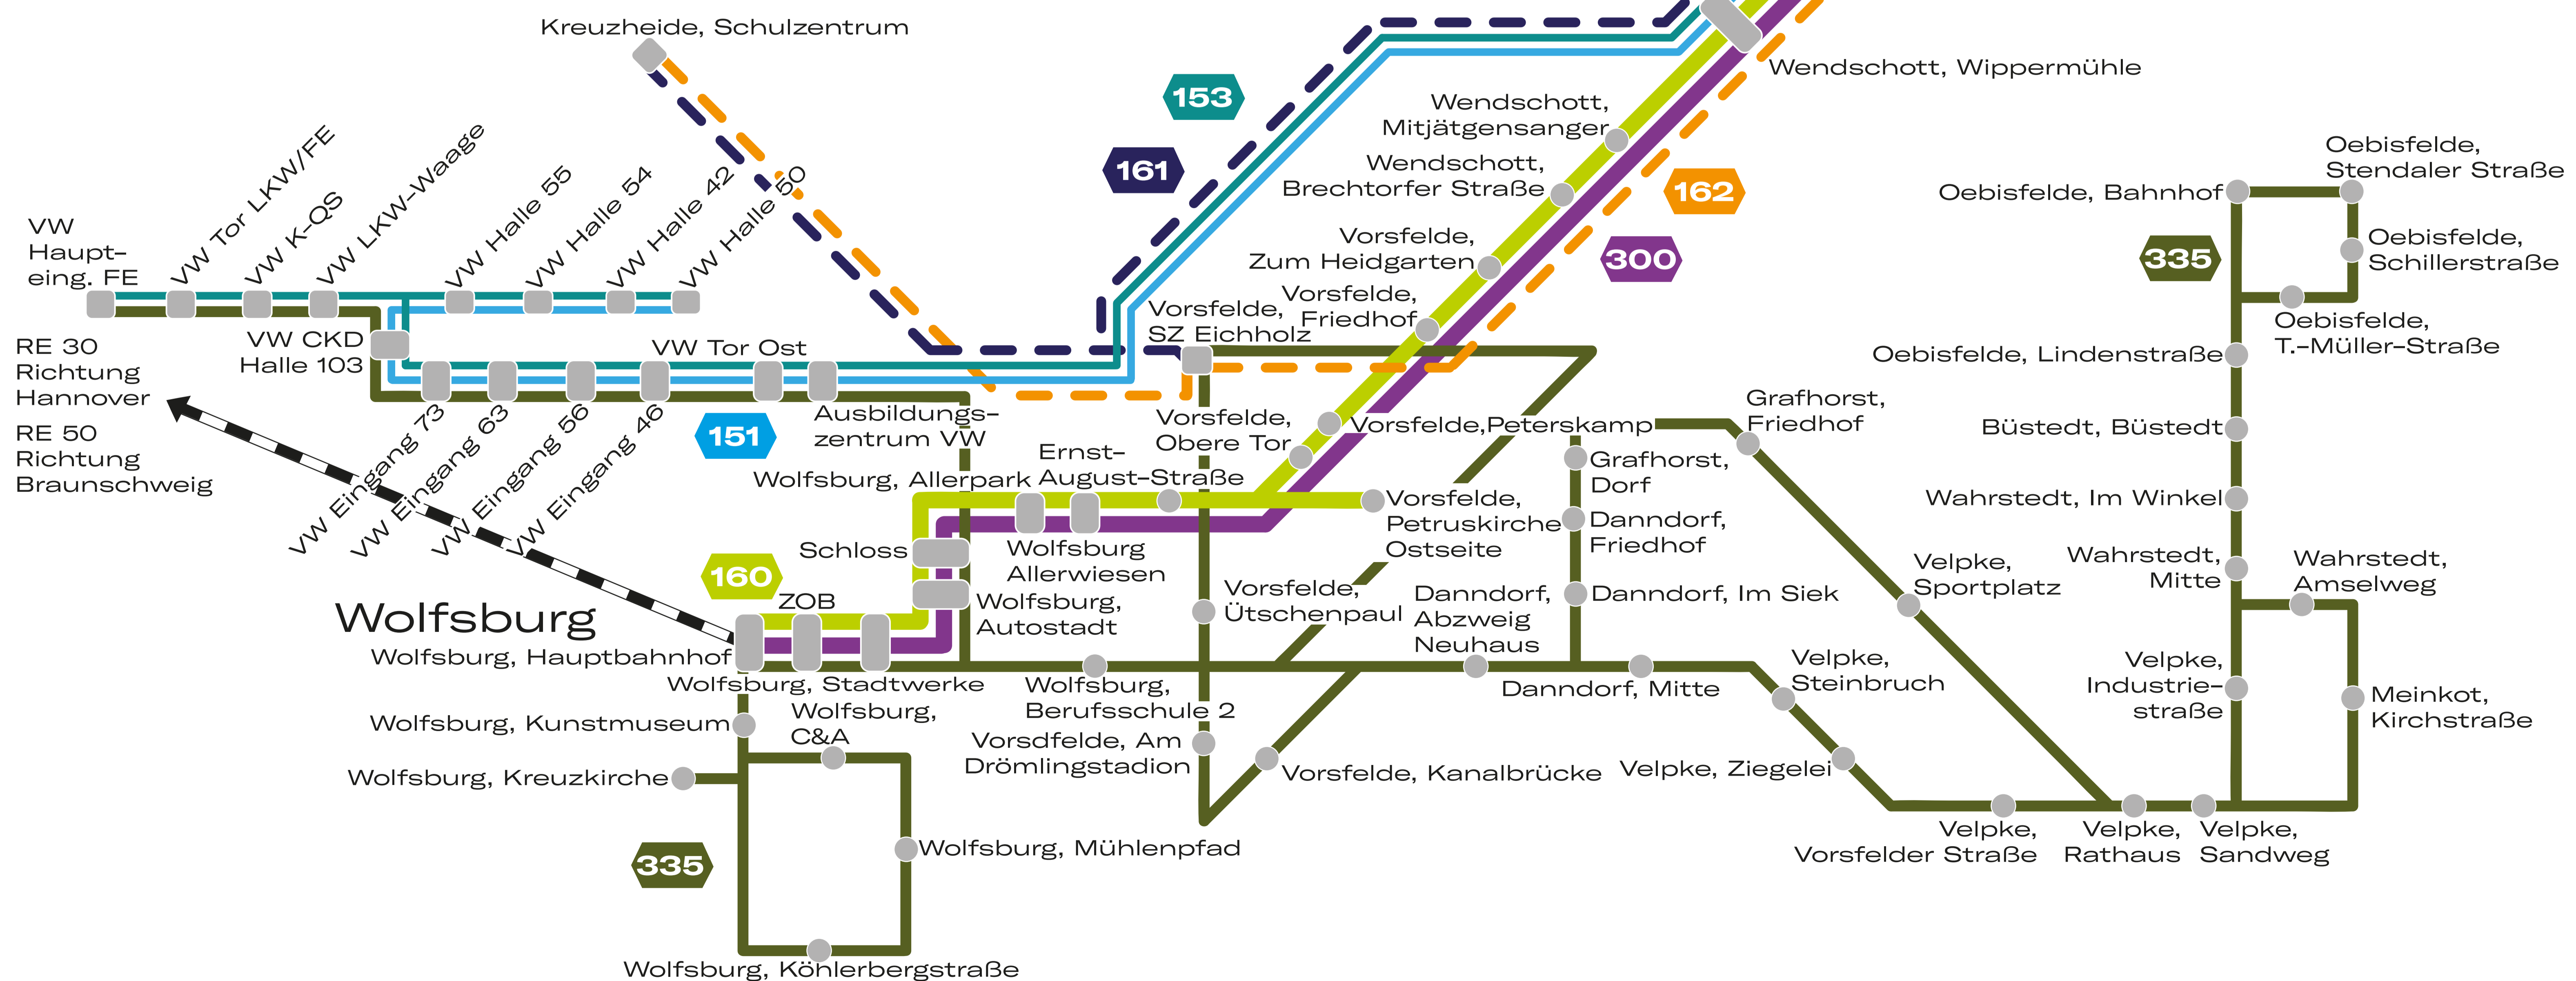 Kreuzheide, Schulzentrum
Wendschott, Wippermühle
153
161
162
300
Wendschott,
Mitjätgensanger
Wendschott,
Brechtorfer Straße
Vorsfelde,
Zum Heidgarten
Vorsfelde,
Friedhof
Vorsfelde,
SZ Eichholz
VW
Haupt-
eing. FE
VW Tor LKW/FE
VW K-QS
VW LKW-Waage
VW Halle 55
VW Halle 54
VW Halle 42
VW Halle 50
VW CKD
Halle 103
VW Tor Ost
RE 30
Richtung
Hannover
RE 50
Richtung
Braunschweig
VW Eingang 73
VW Eingang 63
VW Eingang 56
VW Eingang 46
151
Ausbildungs-
zentrum VW
Vorsfelde,
Obere Tor
Vorsfelde,Peterskamp
Ernst-
August-Straße
Wolfsburg, Allerpark
Vorsfelde,
Petruskirche
Ostseite
Schloss
Wolfsburg
Allerwiesen
160
ZOB
Wolfsburg,
Autostadt
Wolfsburg
Wolfsburg, Hauptbahnhof
Wolfsburg, Stadtwerke
Wolfsburg,
Berufsschule 2
Vorsfelde,
Ütschenpaul
Wolfsburg, Kunstmuseum
Wolfsburg,
C&A
Wolfsburg, Kreuzkirche
Vorsdfelde, Am
Drömlingstadion
Vorsfelde, Kanalbrücke
335
Wolfsburg, Mühlenpfad
Wolfsburg, Köhlerbergstraße
Grafhorst,
Friedhof
Grafhorst,
Dorf
Danndorf,
Friedhof
Danndorf, Im Siek
Danndorf,
Abzweig
Neuhaus
Danndorf, Mitte
Velpke,
Sportplatz
Velpke,
Steinbruch
Velpke, Ziegelei
Velpke,
Vorsfelder Straße
Velpke,
Rathaus
Velpke,
Sandweg
Oebisfelde,
Stendaler Straße
Oebisfelde, Bahnhof
335
Oebisfelde,
Schillerstraße
Oebisfelde,
T.-Müller-Straße
Oebisfelde, Lindenstraße
Büstedt, Büstedt
Wahrstedt, Im Winkel
Wahrstedt,
Mitte
Wahrstedt,
Amselweg
Velpke,
Industrie-
straße
Meinkot,
Kirchstraße